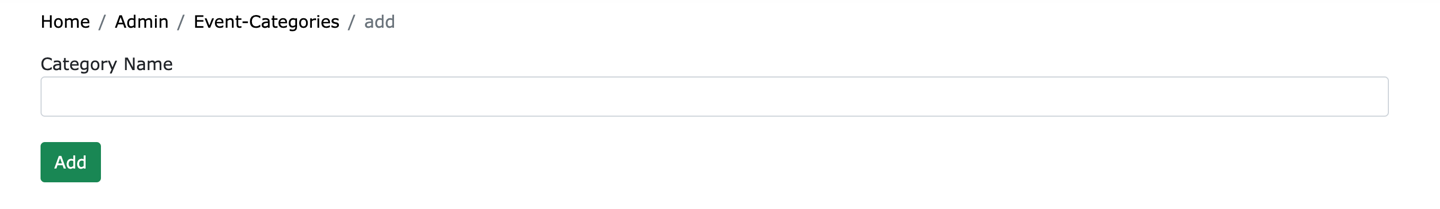 Home / Admin / Event-Categories / add
Category Name
Add